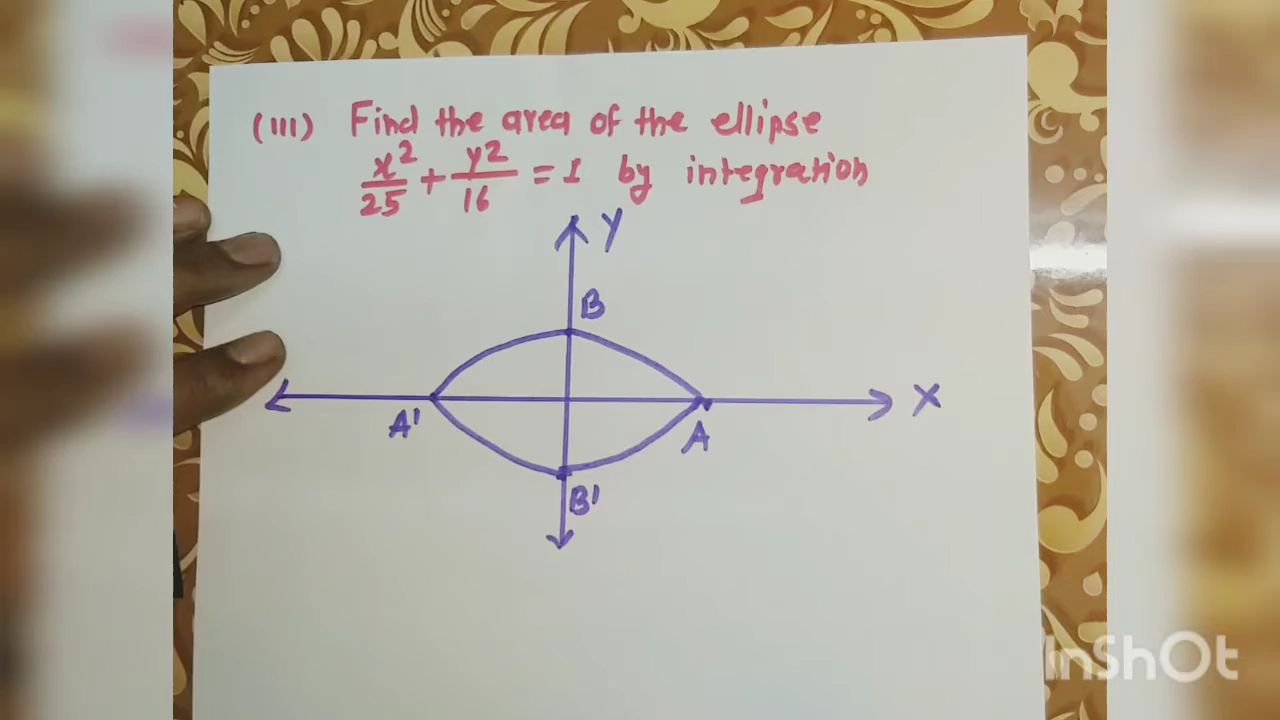 (III) Find the area of the ellipse
x²/25 + y2/16 = 1 by integration
Y
B
A' A X
B'
InShOt